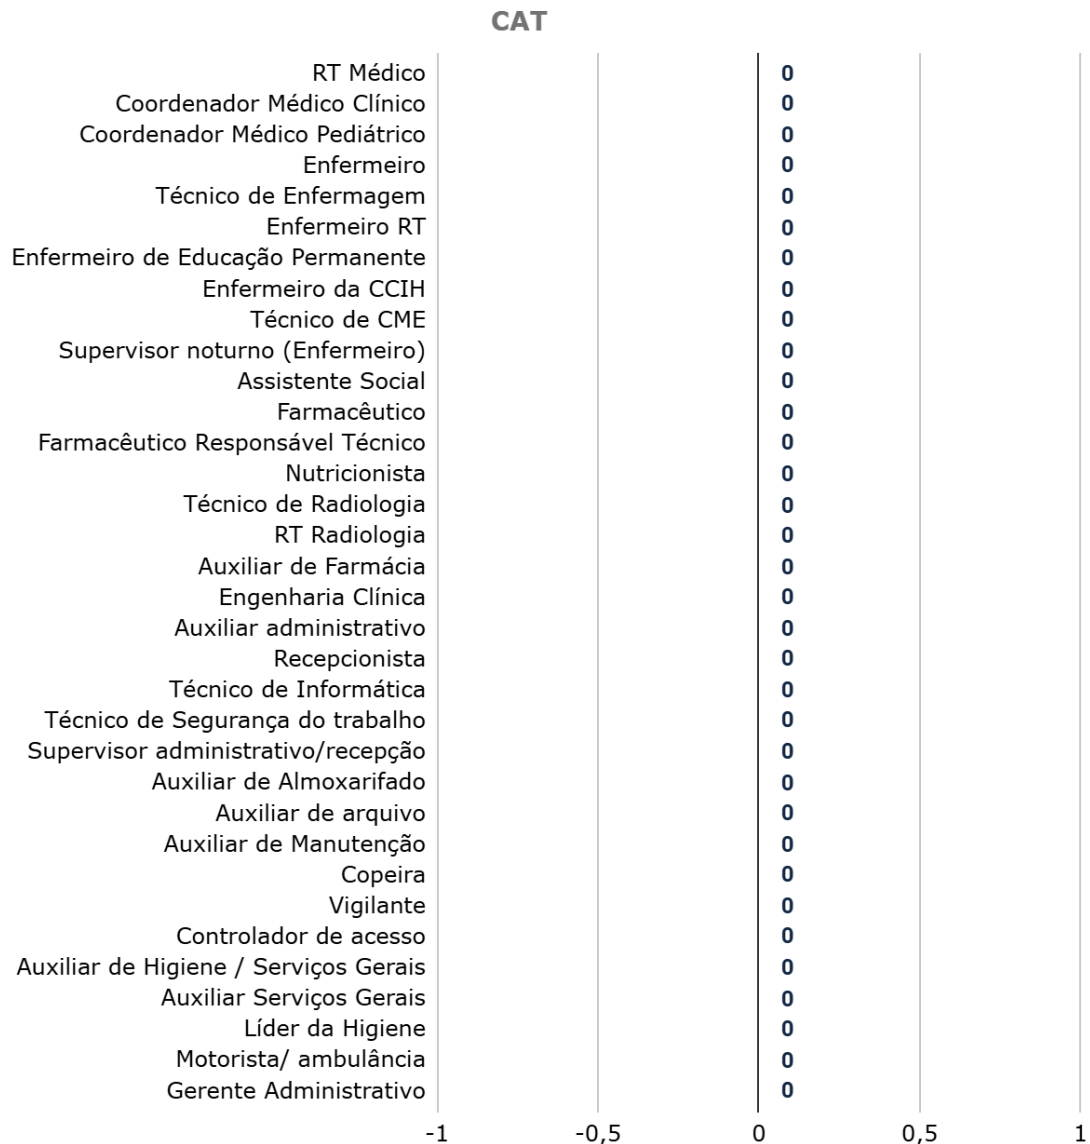 CAT
RT Médico 0
Coordenador Médico Clínico 0
Coordenador Médico Pediátrico 0
Enfermeiro 0
Técnico de Enfermagem 0
Enfermeiro RT 0
Enfermeiro de Educação Permanente 0
Enfermeiro da CCIH 0
Técnico de CME 0
Supervisor noturno (Enfermeiro) 0
Assistente Social 0
Farmacêutico 0
Farmacêutico Responsável Técnico 0
Nutricionista 0
Técnico de Radiologia 0
RT Radiologia 0
Auxiliar de Farmácia 0
Engenharia Clínica 0
Auxiliar administrativo 0
Recepcionista 0
Técnico de Informática 0
Técnico de Segurança do trabalho 0
Supervisor administrativo/recepção 0
Auxiliar de Almoxarifado 0
Auxiliar de arquivo 0
Auxiliar de Manutenção 0
Copeira 0
Vigilante 0
Controlador de acesso 0
Auxiliar de Higiene / Serviços Gerais 0
Auxiliar Serviços Gerais 0
Líder da Higiene 0
Motorista/ ambulância 0
Gerente Administrativo 0
-1 -0,5 0 0,5 1